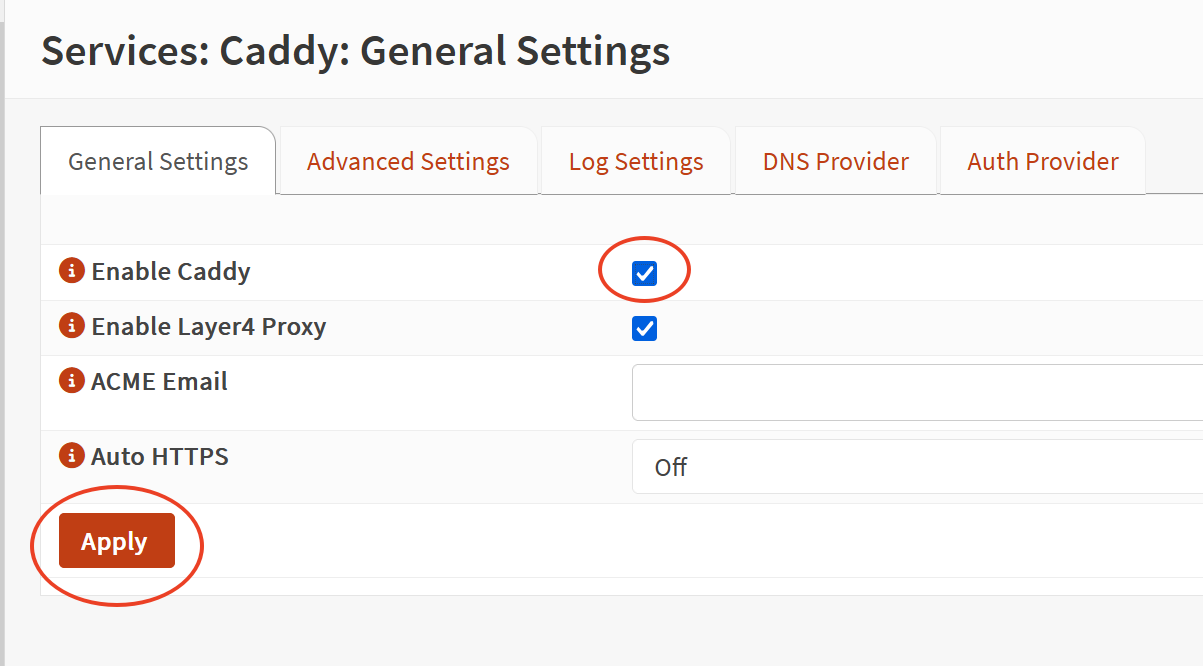 Services: Caddy: General Settings
General Settings
Advanced Settings
Log Settings
DNS Provider
Auth Provider
Enable Caddy
Enable Layer4 Proxy
ACME Email
Auto HTTPS
Off
Apply